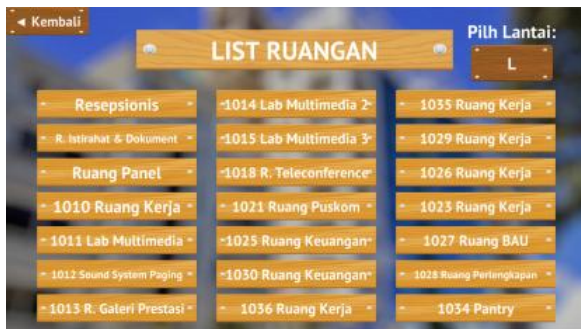 ◄ Kembali
LIST RUANGAN
Pilh Lantai:
L
Resepsionis
R. Istirahat & Dokument
Ruang Panel
1010 Ruang Kerja
1011 Lab Multimedia
1012 Sound System Paging
1013 R. Galeri Prestasi
1014 Lab Multimedia 2
1015 Lab Multimedia 3
1018 R. Teleconference
1021 Ruang Puskom
1025 Ruang Keuangan
1030 Ruang Keuangan
1036 Ruang Kerja
1035 Ruang Kerja
1029 Ruang Kerja
1026 Ruang Kerja
1023 Ruang Kerja
1027 Ruang BAU
1028 Ruang Perlengkapan
1034 Pantry